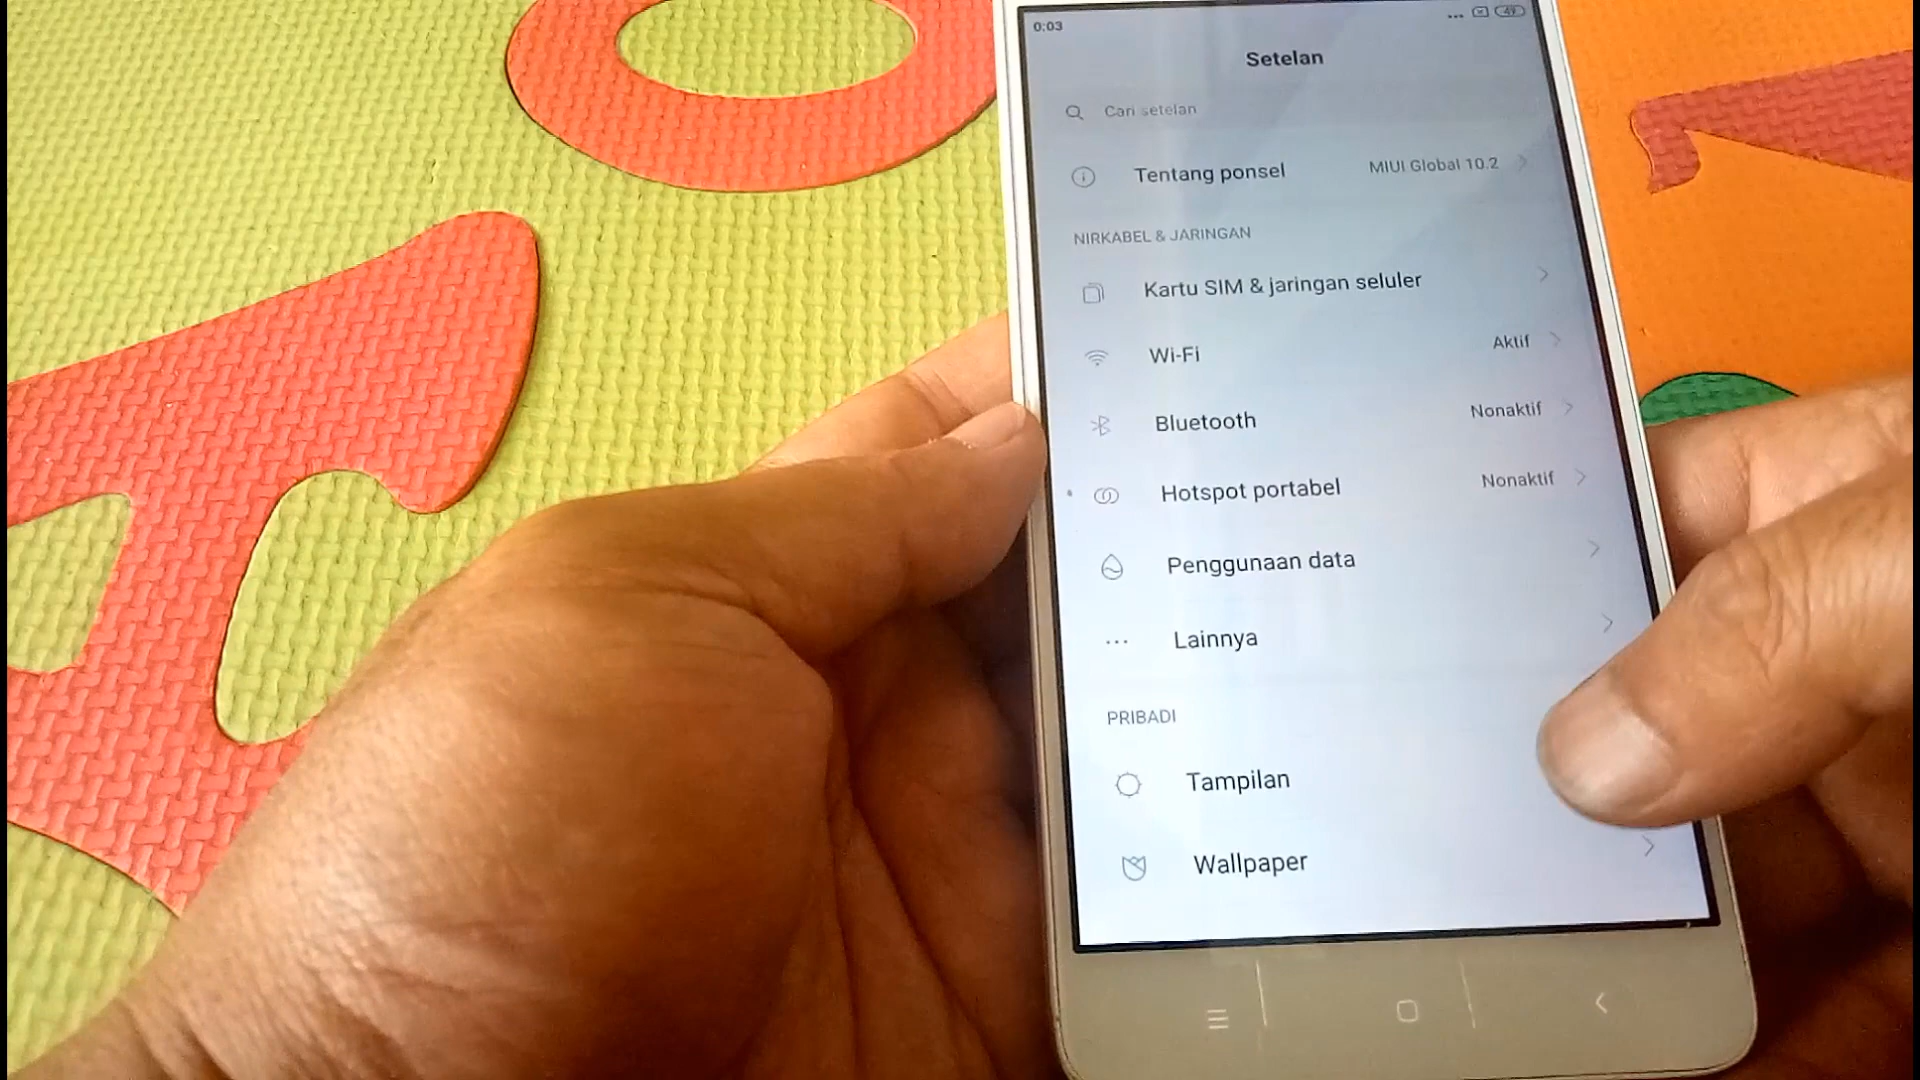 0:03
49
Setelan
Cari setelan
Tentang ponsel MIUI Global 10.2
NIRKABEL & JARINGAN
Kartu SIM & jaringan seluler
Wi-Fi Aktif
Bluetooth Nonaktif
Hotspot portabel Nonaktif
Penggunaan data
Lainnya
PRIBADI
Tampilan
Wallpaper